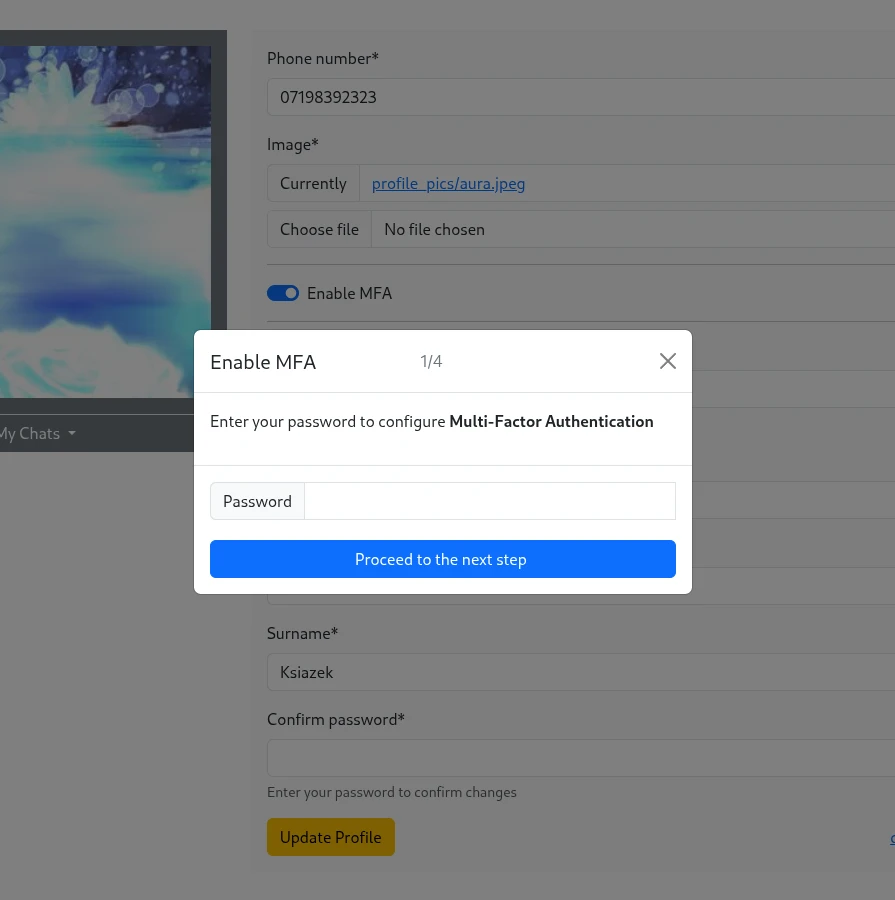 Phone number*
07198392323
Image*
Currently profile_pics/aura.jpeg
Choose file No file chosen
Enable MFA
Enable MFA 1/4
Enter your password to configure Multi-Factor Authentication
My Chats
Password
Proceed to the next step
Surname*
Ksiazek
Confirm password*
Enter your password to confirm changes
Update Profile